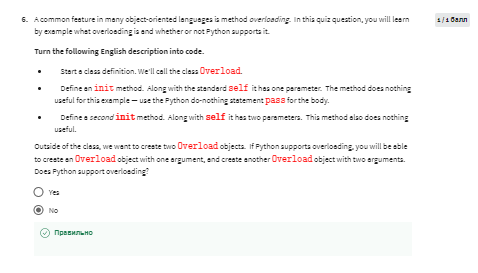 6. A common feature in many object-oriented languages is method overloading. In this quiz question, you will learn
1 / 1 балл
by example what overloading is and whether or not Python supports it.
Turn the following English description into code.
• Start a class definition. We'll call the class Overload.
• Define an init method. Along with the standard self it has one parameter. The method does nothing
useful for this example — use the Python do-nothing statement pass for the body.
• Define a second init method. Along with self it has two parameters. This method also does nothing
useful.
Outside of the class, we want to create two Overload objects. If Python supports overloading, you will be able
to create an Overload object with one argument, and create another Overload object with two arguments.
Does Python support overloading?
Yes
No
Правильно